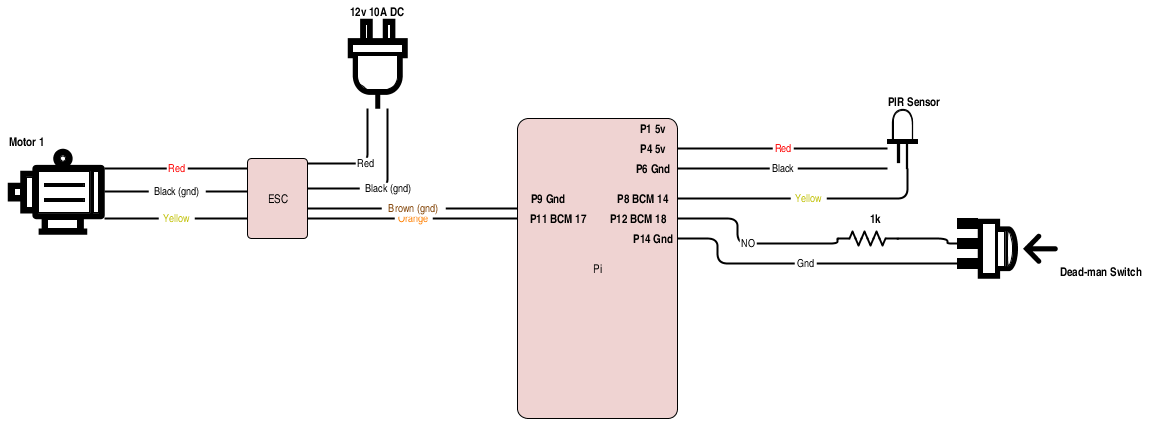 12v 10A DC
PIR Sensor
Motor 1
P1 5v
P4 5v
Red
Red
Red
P6 Gnd
Black
Black (gnd)
Black (gnd)
ESC
P9 Gnd
P8 BCM 14
Yellow
Brown (gnd)
Orange
Yellow
P11 BCM 17
P12 BCM 18
1k
P14 Gnd
NO
Gnd
Pi
Dead-man Switch